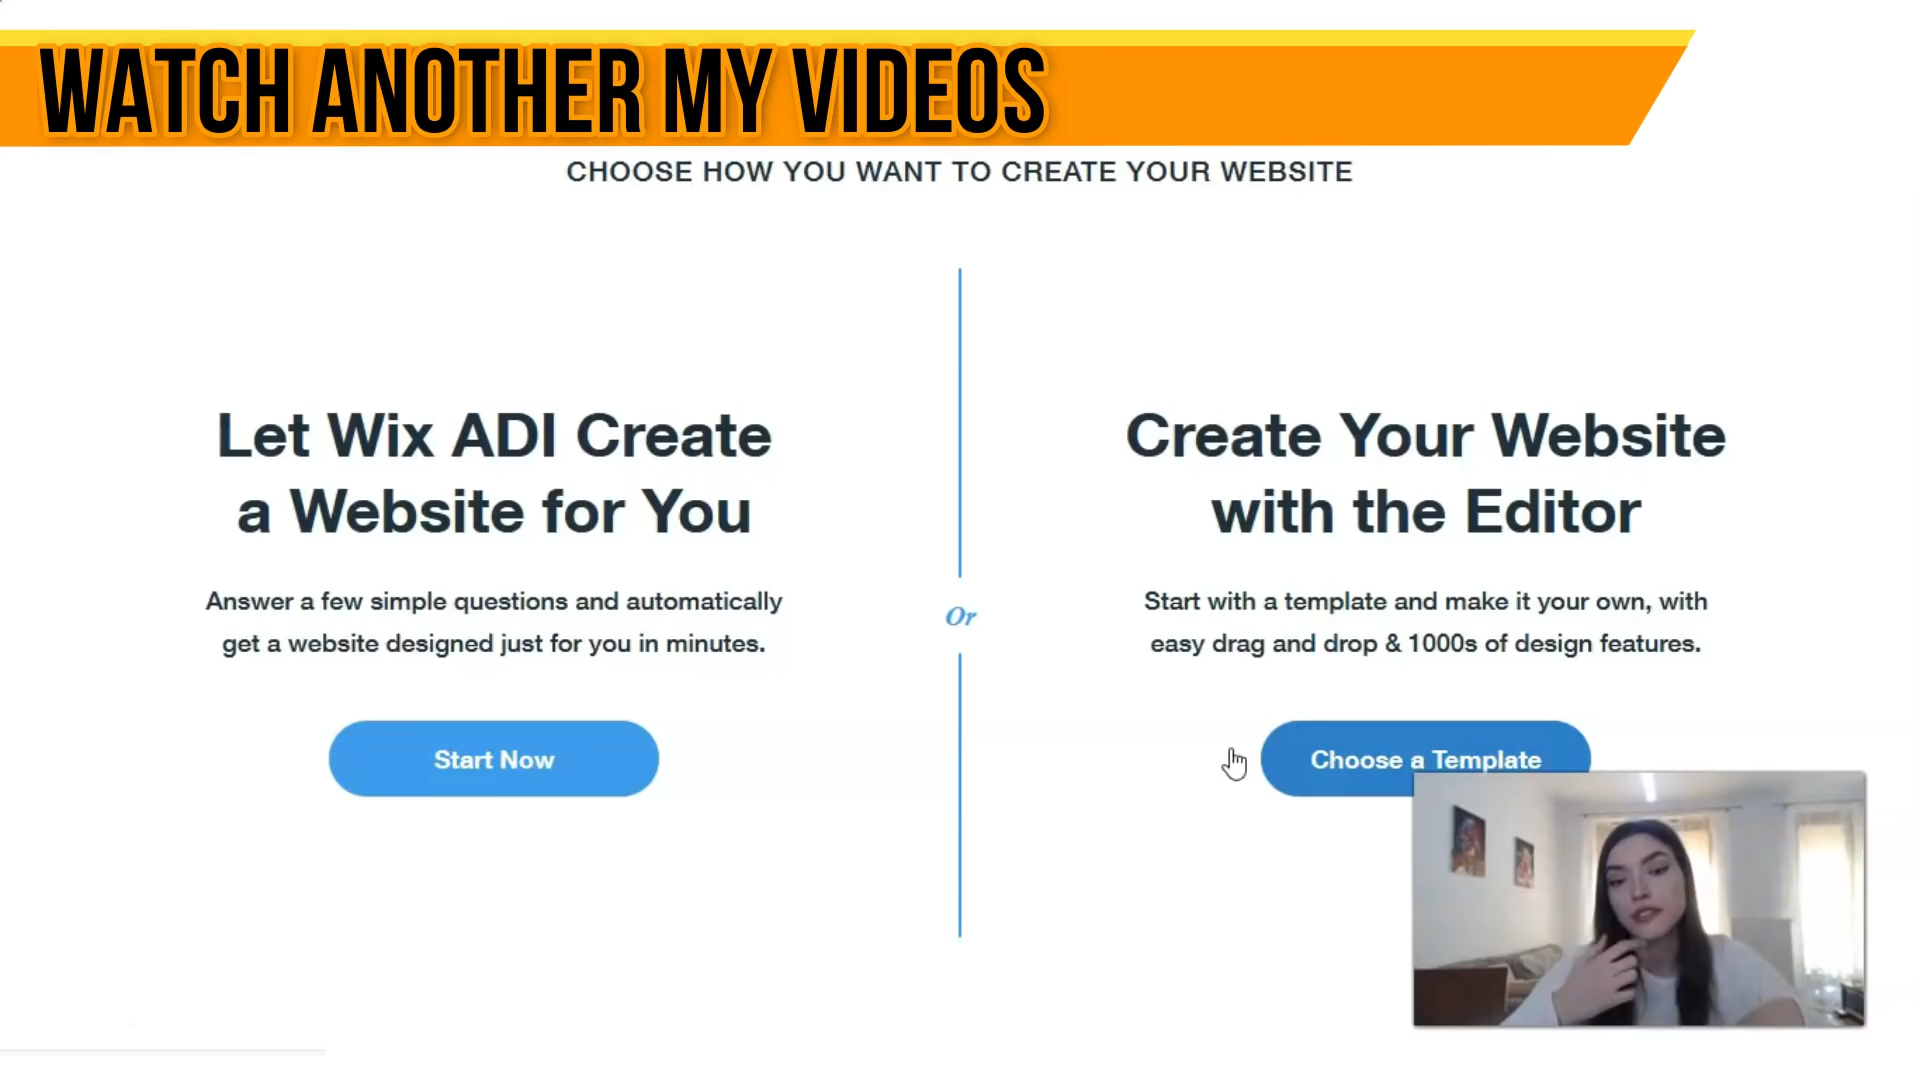 WATCH ANOTHER MY VIDEOS
CHOOSE HOW YOU WANT TO CREATE YOUR WEBSITE
Let Wix ADI Create
a Website for You
Answer a few simple questions and automatically
get a website designed just for you in minutes.
Start Now
Or
Create Your Website
with the Editor
Start with a template and make it your own, with
easy drag and drop & 1000s of design features.
Choose a Template